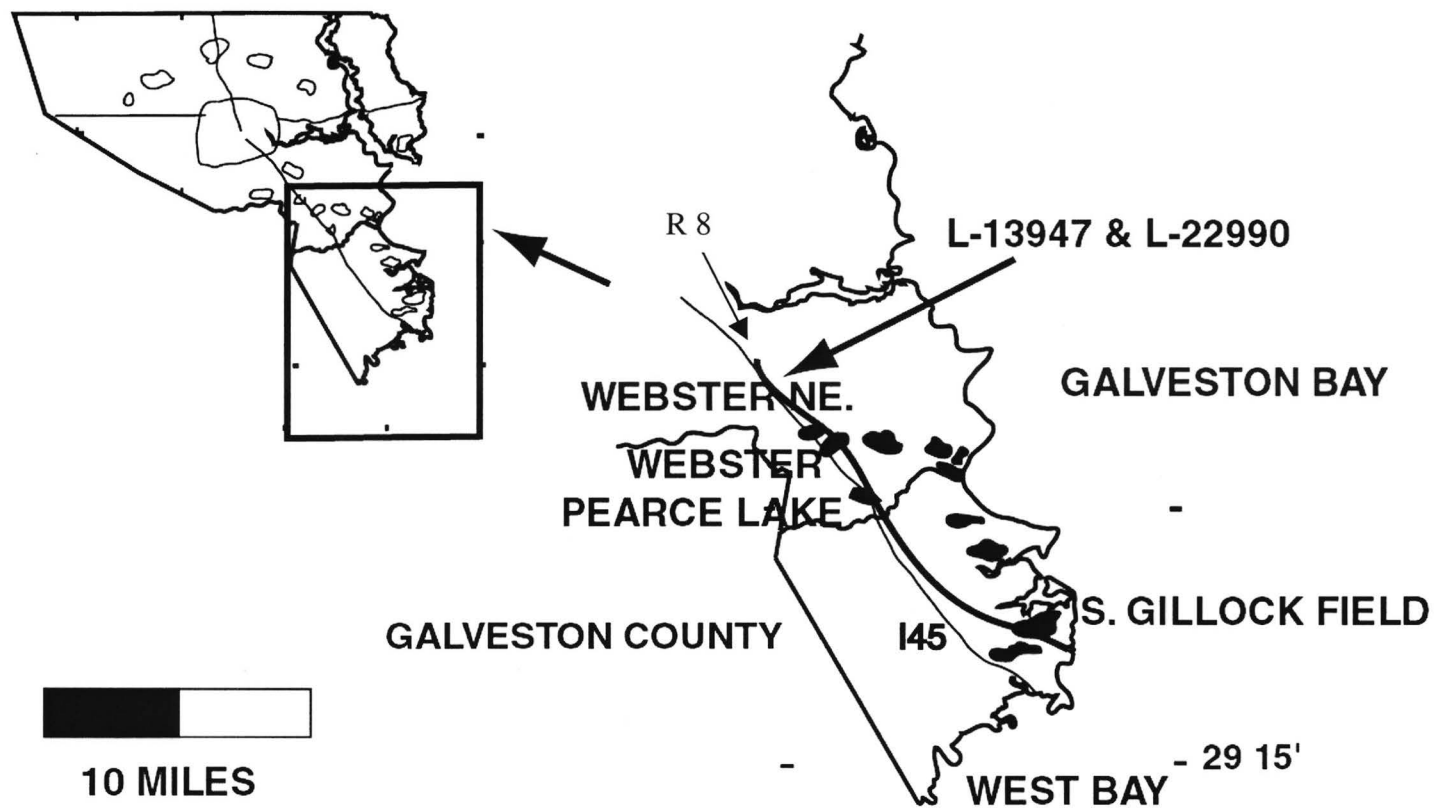 R 8
L-13947 & L-22990
GALVESTON BAY
WEBSTER NE.
WEBSTER
PEARCE LAKE
S. GILLOCK FIELD
GALVESTON COUNTY
I45
10 MILES
29 15'
WEST BAY